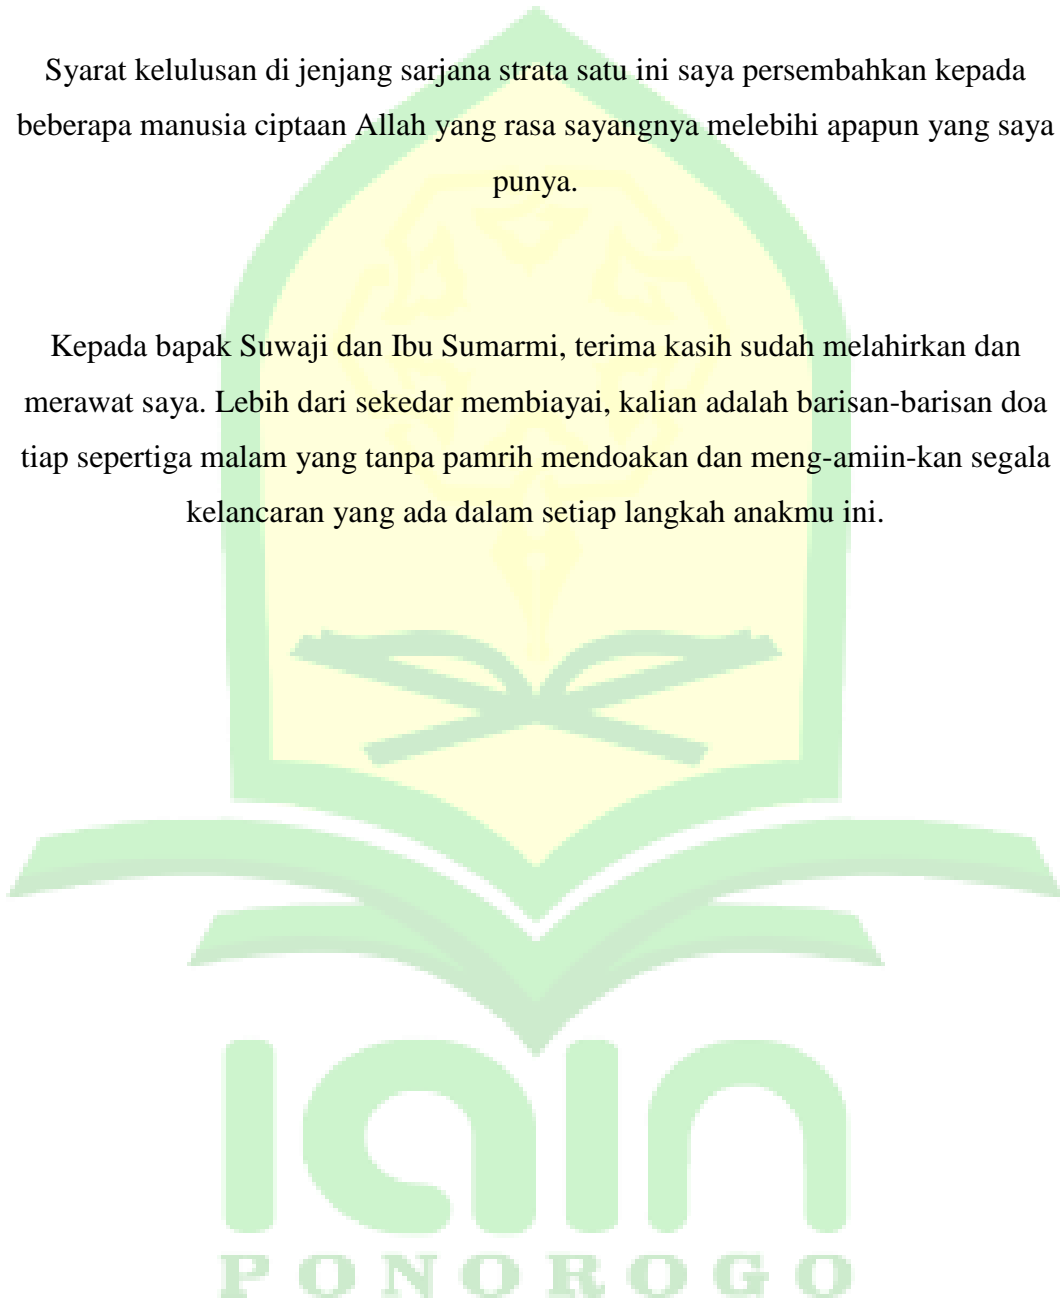 Syarat kelulusan di jenjang sarjana strata satu ini saya persembahkan kepada
beberapa manusia ciptaan Allah yang rasa sayangnya melebihi apapun yang saya
punya.
Kepada bapak Suwaji dan Ibu Sumarmi, terima kasih sudah melahirkan dan
merawat saya. Lebih dari sekedar membiayai, kalian adalah barisan-barisan doa
tiap sepertiga malam yang tanpa pamrih mendoakan dan meng-amiin-kan segala
kelancaran yang ada dalam setiap langkah anakmu ini.
iain
PONOROGO